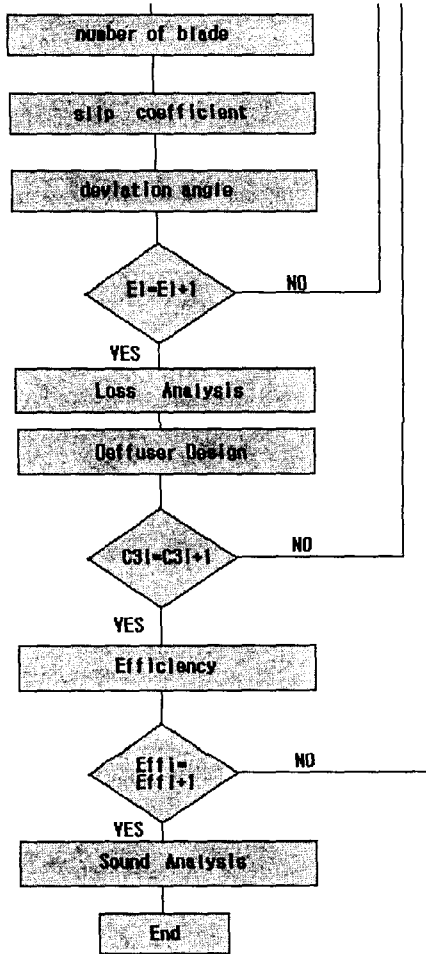 number of blade
slip coefficient
deviation angle
Ei=Ei+1
NO
YES
Loss Analysis
Deffuser Design
C3i=C3i+1
NO
YES
Efficiency
Effi=
Effi+1
NO
YES
Sound Analysis
End